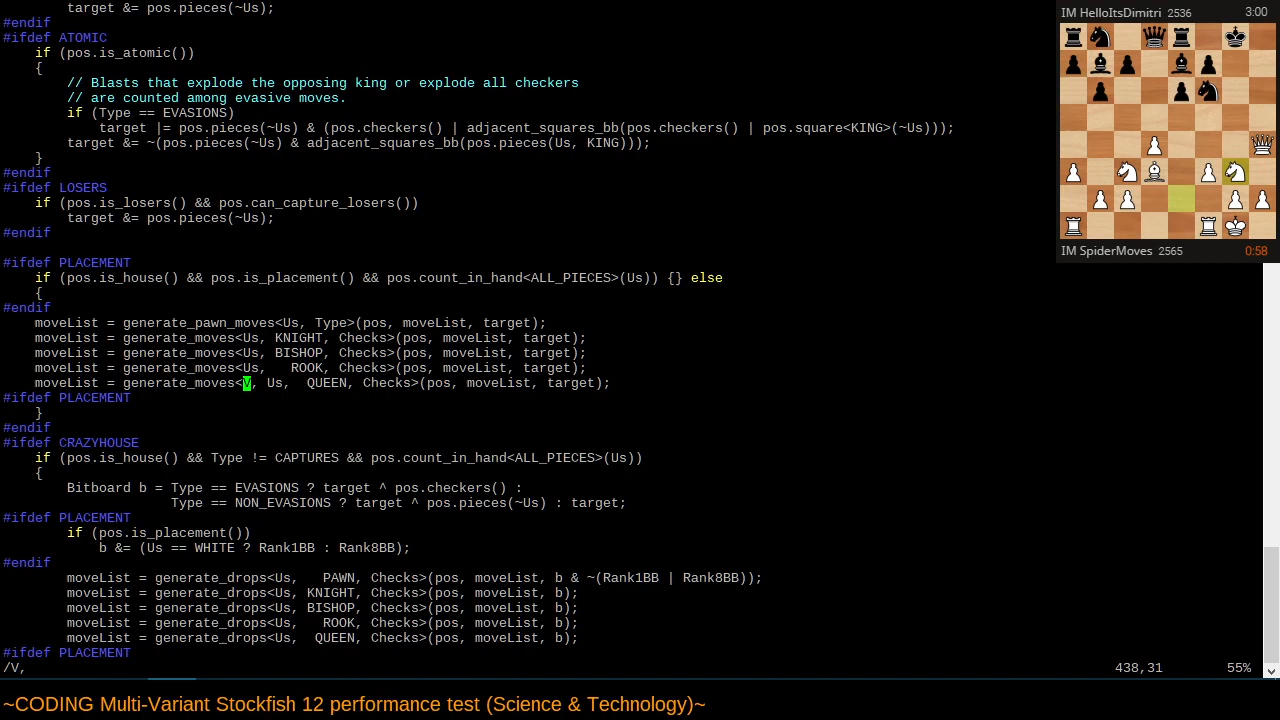 target &= pos.pieces(~Us);
#endif
#ifdef ATOMIC
    if (pos.is_atomic())
    {
        // Blasts that explode the opposing king or explode all checkers
        // are counted among evasive moves.
        if (Type == EVASIONS)
            target |= pos.pieces(~Us) & (pos.checkers() | adjacent_squares_bb(pos.checkers() | pos.square<KING>(~Us)));
        target &= ~(pos.pieces(~Us) & adjacent_squares_bb(pos.pieces(Us, KING)));
    }
#endif
#ifdef LOSERS
    if (pos.is_losers() && pos.can_capture_losers())
        target &= pos.pieces(~Us);
#endif

#ifdef PLACEMENT
    if (pos.is_house() && pos.is_placement() && pos.count_in_hand<ALL_PIECES>(Us)) {} else
    {
#endif
    moveList = generate_pawn_moves<Us, Type>(pos, moveList, target);
    moveList = generate_moves<Us, KNIGHT, Checks>(pos, moveList, target);
    moveList = generate_moves<Us, BISHOP, Checks>(pos, moveList, target);
    moveList = generate_moves<Us,   ROOK, Checks>(pos, moveList, target);
    moveList = generate_moves<V, Us,  QUEEN, Checks>(pos, moveList, target);
#ifdef PLACEMENT
    }
#endif
#ifdef CRAZYHOUSE
    if (pos.is_house() && Type != CAPTURES && pos.count_in_hand<ALL_PIECES>(Us))
    {
        Bitboard b = Type == EVASIONS ? target ^ pos.checkers() :
                     Type == NON_EVASIONS ? target ^ pos.pieces(~Us) : target;
#ifdef PLACEMENT
        if (pos.is_placement())
            b &= (Us == WHITE ? Rank1BB : Rank8BB);
#endif
        moveList = generate_drops<Us,   PAWN, Checks>(pos, moveList, b & ~(Rank1BB | Rank8BB));
        moveList = generate_drops<Us, KNIGHT, Checks>(pos, moveList, b);
        moveList = generate_drops<Us, BISHOP, Checks>(pos, moveList, b);
        moveList = generate_drops<Us,   ROOK, Checks>(pos, moveList, b);
        moveList = generate_drops<Us,  QUEEN, Checks>(pos, moveList, b);
#ifdef PLACEMENT
/V, 438,31 55%
IM HelloItsDimitri 2536 3:00
IM SpiderMoves 2565 0:58
~CODING Multi-Variant Stockfish 12 performance test (Science & Technology)~